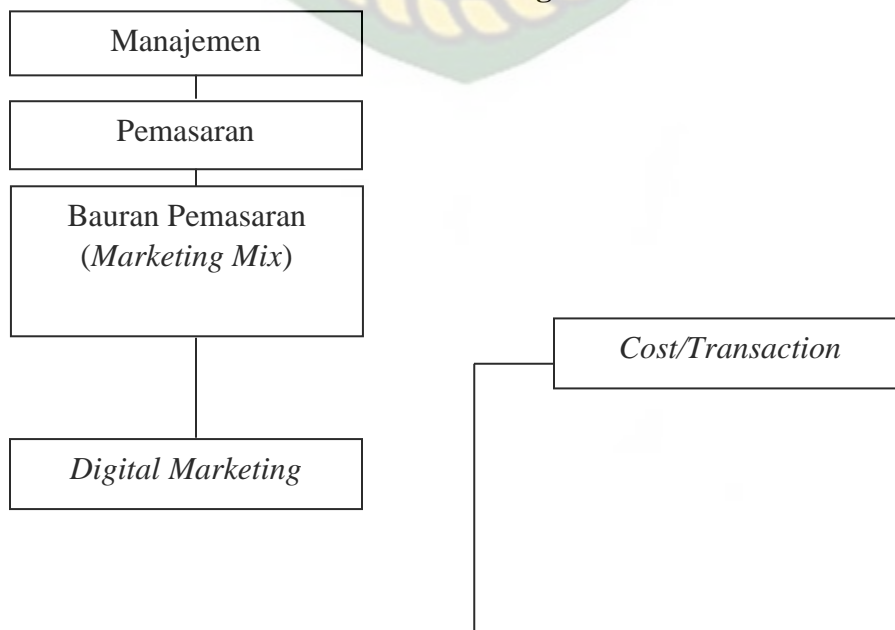 Manajemen
Pemasaran
Bauran Pemasaran
(Marketing Mix)
Cost/Transaction
Digital Marketing